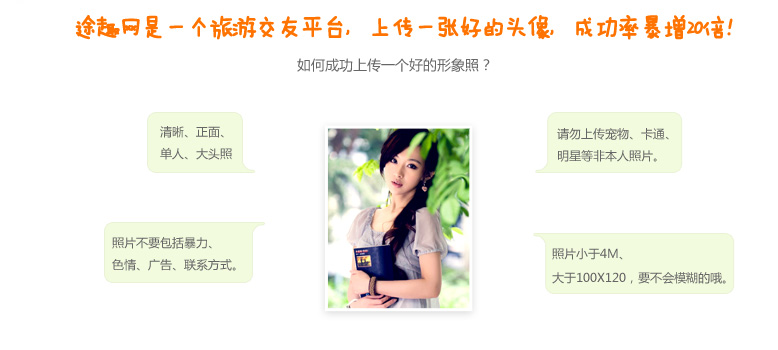 途趣网是一个旅游交友平台，上传一张好的头像，成功率暴增20倍！
如何成功上传一个好的形象照？
清晰、正面、
单人、大头照
请勿上传宠物、卡通、
明星等非本人照片。
照片不要包括暴力、
色情、广告、联系方式。
照片小于4M、
大于100X120，要不会模糊的哦。